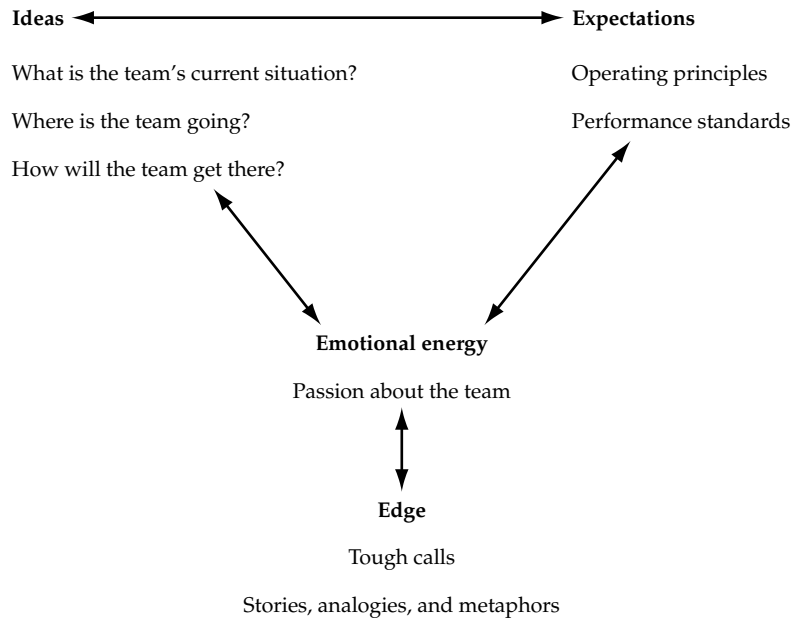 Ideas
Expectations
What is the team's current situation?
Operating principles
Where is the team going?
Performance standards
How will the team get there?
Emotional energy
Passion about the team
Edge
Tough calls
Stories, analogies, and metaphors